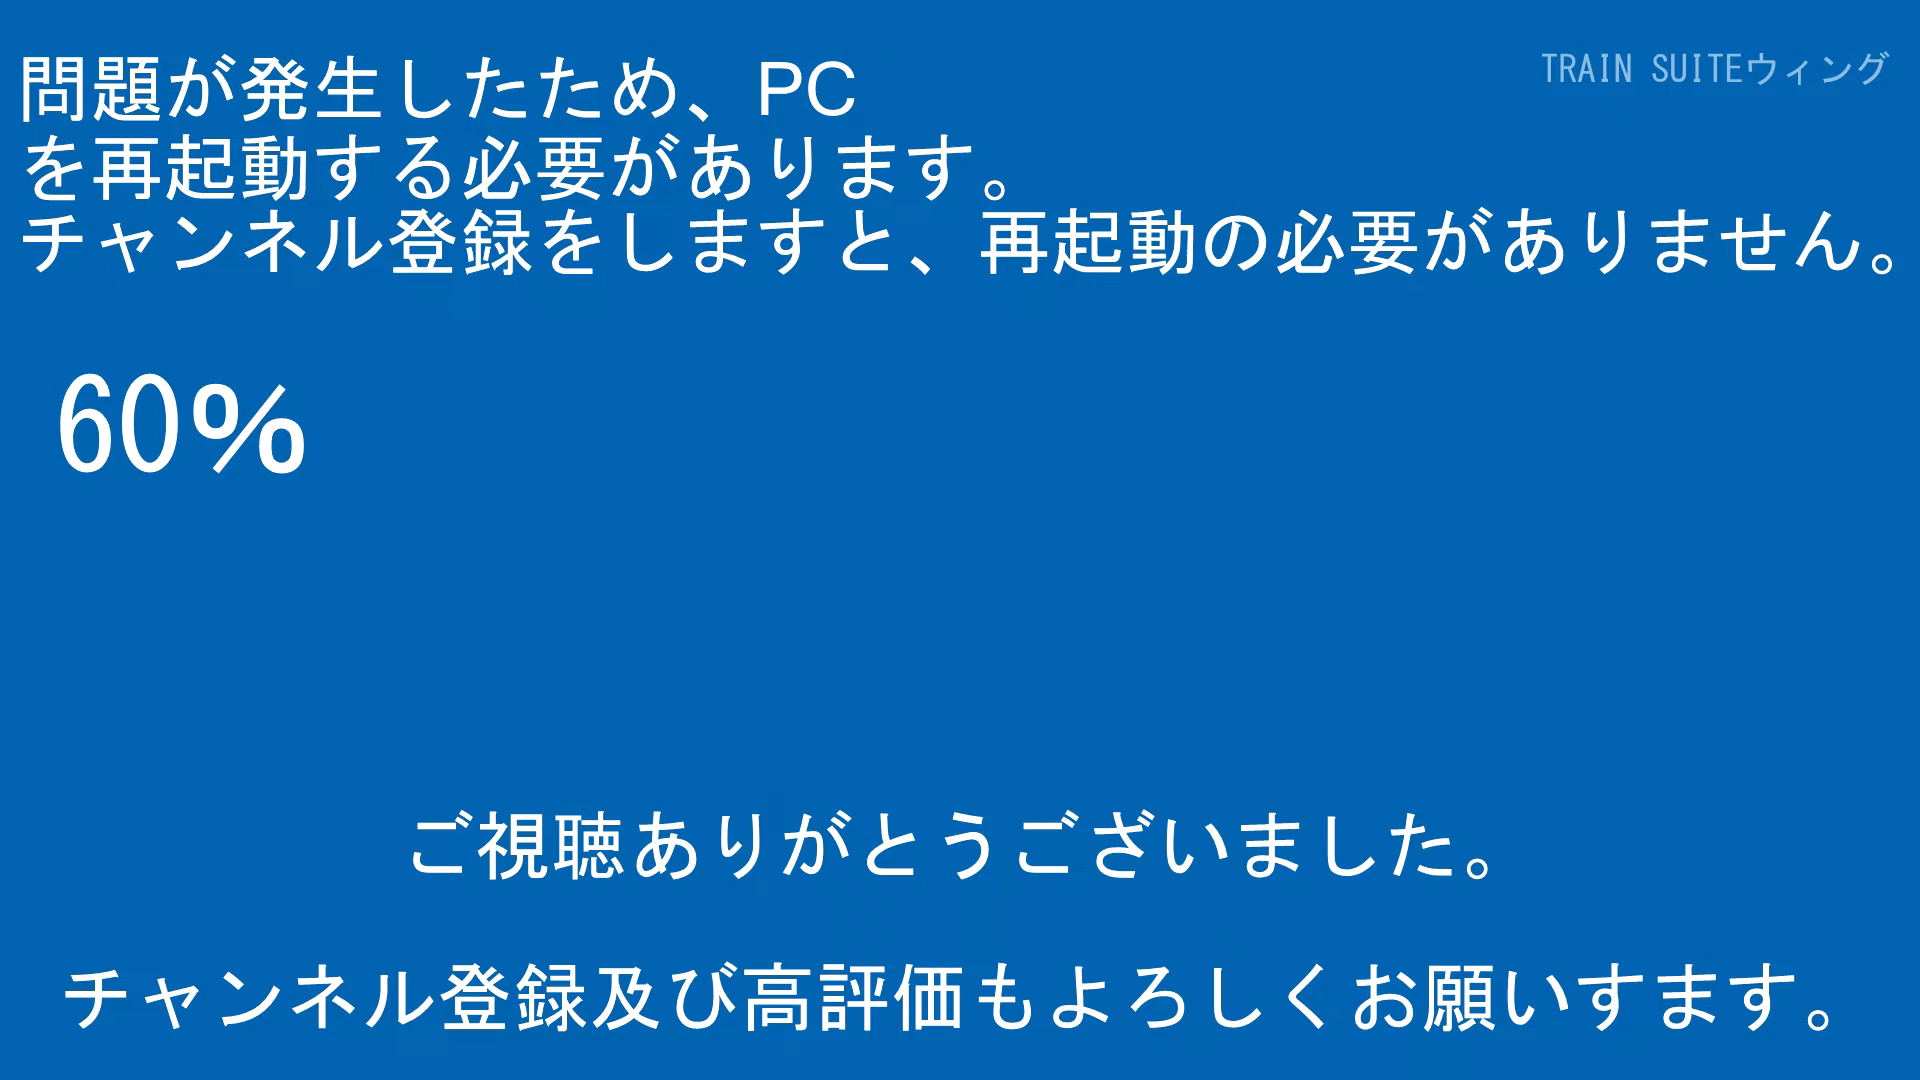 TRAIN SUITEウィング
問題が発生したため、PC
を再起動する必要があります。
チャンネル登録をしますと、再起動の必要がありません。
60%
ご視聴ありがとうございました。
チャンネル登録及び高評価もよろしくお願いすます。